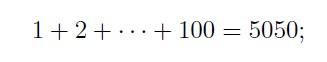 1 + 2 + · · · + 100 = 5050;